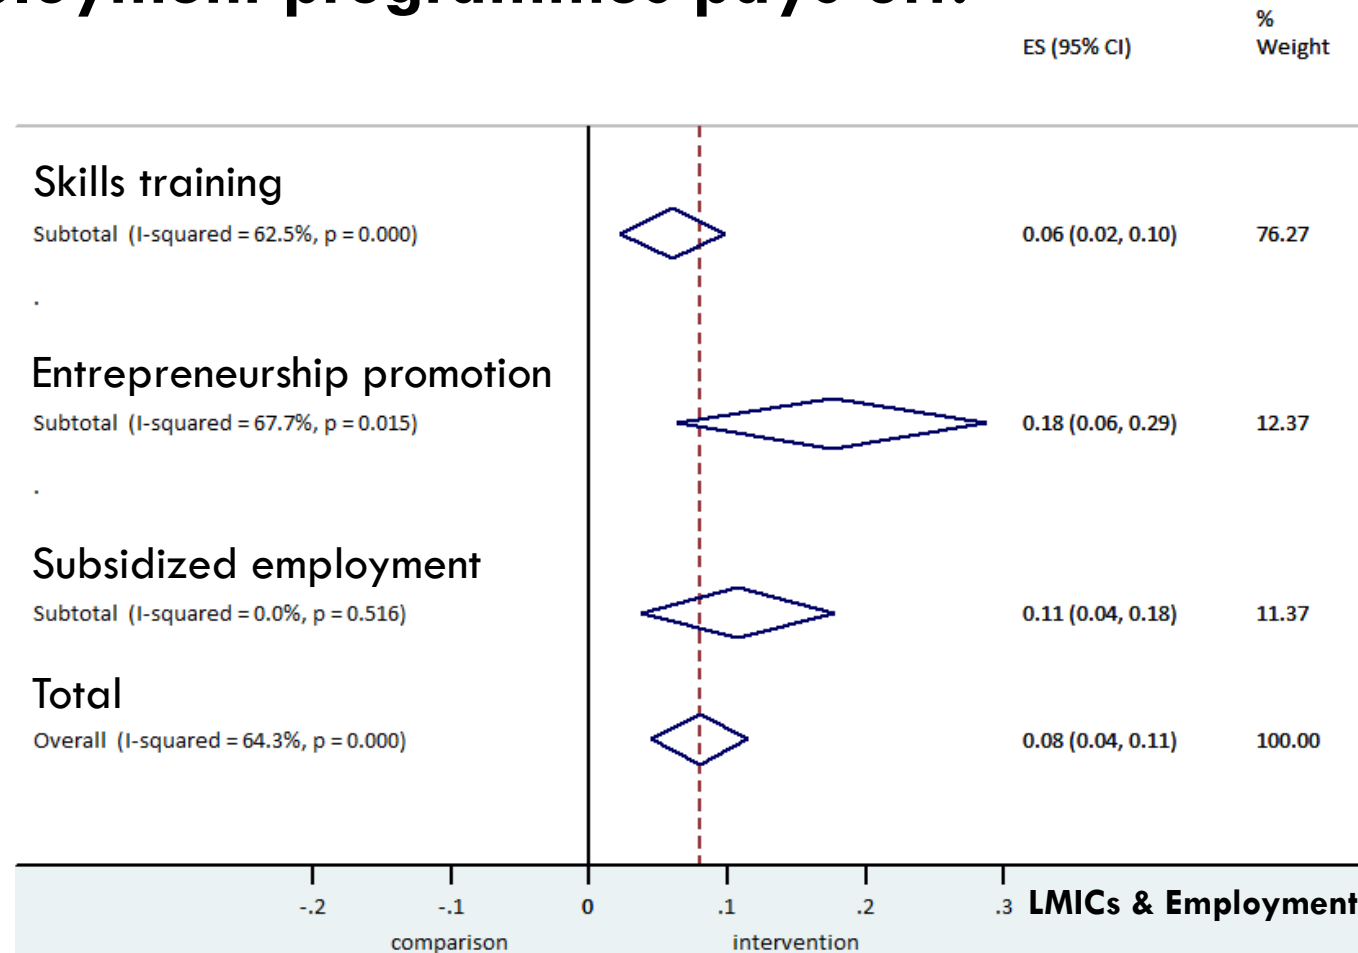 %
ES (95% CI) Weight
Skills training
Subtotal (I-squared = 62.5%, p = 0.000) 0.06 (0.02, 0.10) 76.27
.
Entrepreneurship promotion
Subtotal (I-squared = 67.7%, p = 0.015) 0.18 (0.06, 0.29) 12.37
.
Subsidized employment
Subtotal (I-squared = 0.0%, p = 0.516) 0.11 (0.04, 0.18) 11.37
Total
Overall (I-squared = 64.3%, p = 0.000) 0.08 (0.04, 0.11) 100.00
-.2 -.1 0 .1 .2 .3 LMICs & Employment
comparison intervention